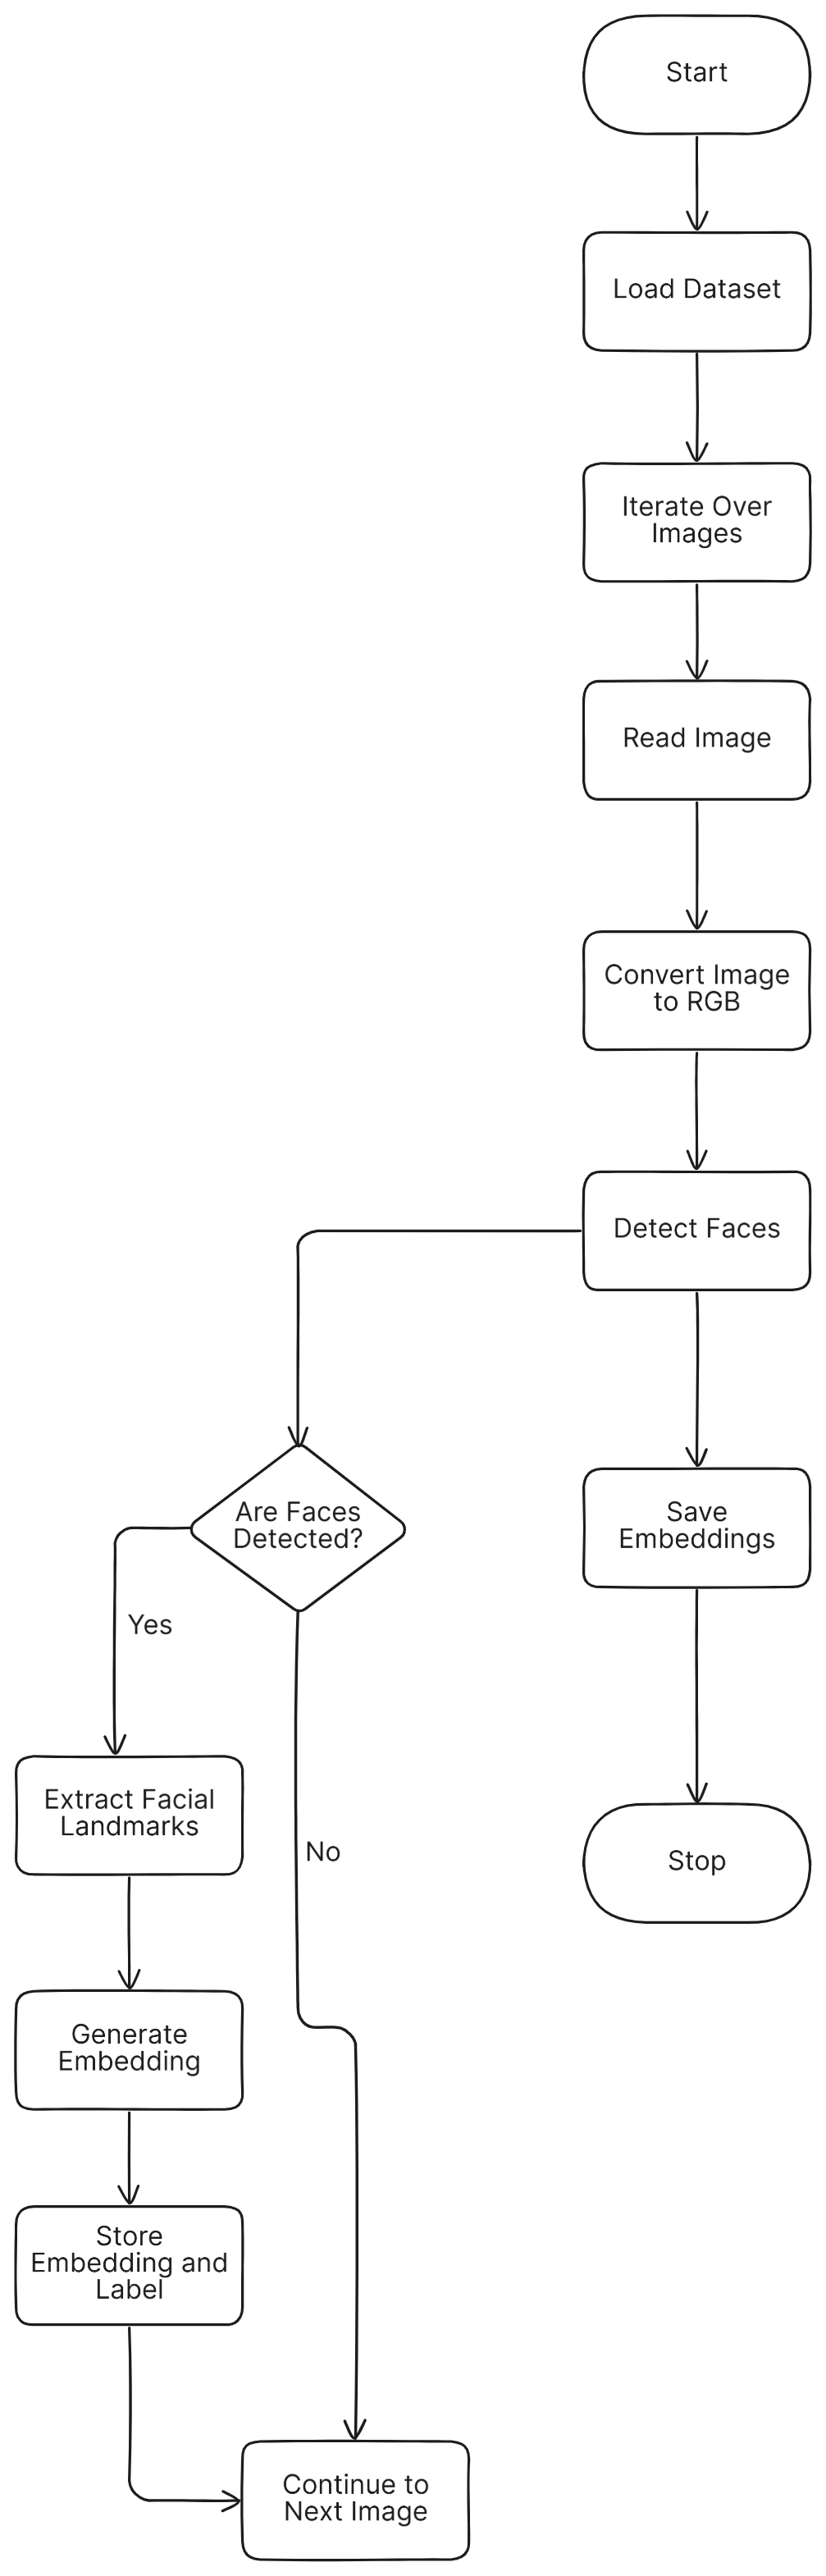 Start
Load Dataset
Iterate Over
Images
Read Image
Convert Image
to RGB
Detect Faces
Are Faces
Detected?
Save
Embeddings
Yes
Extract Facial
Landmarks
No
Stop
Generate
Embedding
Store
Embedding and
Label
Continue to
Next Image